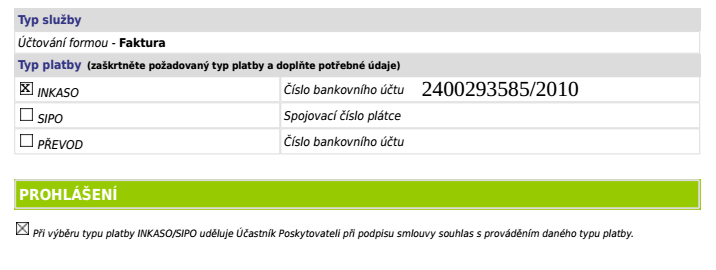 Typ služby
Účtování formou - Faktura
Typ platby (zaškrtněte požadovaný typ platby a doplňte potřebné údaje)
☒ INKASO Číslo bankovního účtu 2400293585/2010
☐ SIPO Spojovací číslo plátce
☐ PŘEVOD Číslo bankovního účtu
PROHLÁŠENÍ
☒ Při výběru typu platby INKASO/SIPO uděluje Účastník Poskytovateli při podpisu smlouvy souhlas s prováděním daného typu platby.